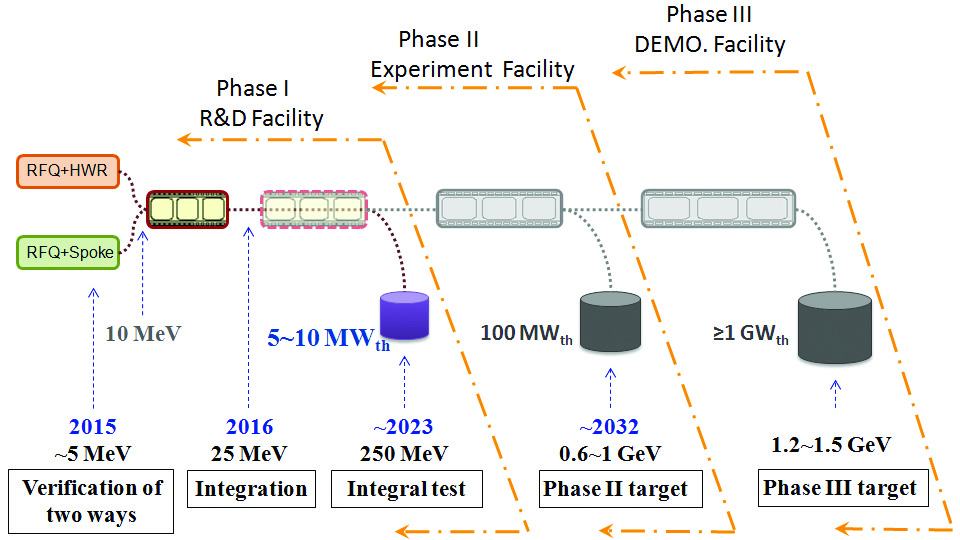 Phase III
DEMO. Facility
Phase II
Experiment Facility
Phase I
R&D Facility
RFQ+HWR
RFQ+Spoke
10 MeV
5~10 MWth
100 MWth
≥1 GWth
2015
~5 MeV
Verification of
two ways
2016
25 MeV
Integration
~2023
250 MeV
Integral test
~2032
0.6~1 GeV
Phase II target
1.2~1.5 GeV
Phase III target